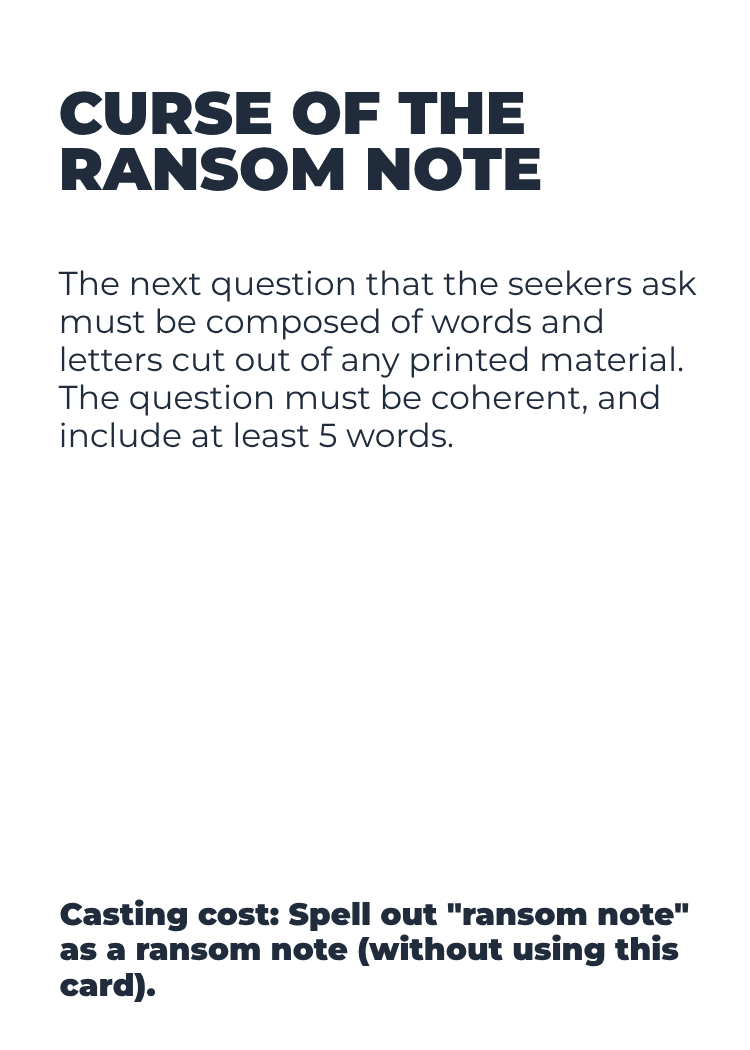 CURSE OF THE
RANSOM NOTE
The next question that the seekers ask
must be composed of words and
letters cut out of any printed material.
The question must be coherent, and
include at least 5 words.
Casting cost: Spell out "ransom note"
as a ransom note (without using this
card).